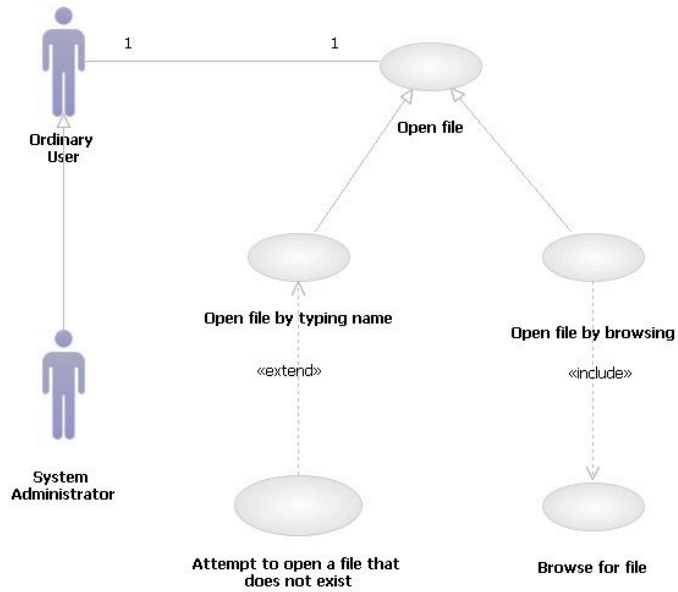 1
1
Ordinary
User
Open file
Open file by typing name
Open file by browsing
«extend»
«include»
System
Administrator
Attempt to open a file that
does not exist
Browse for file